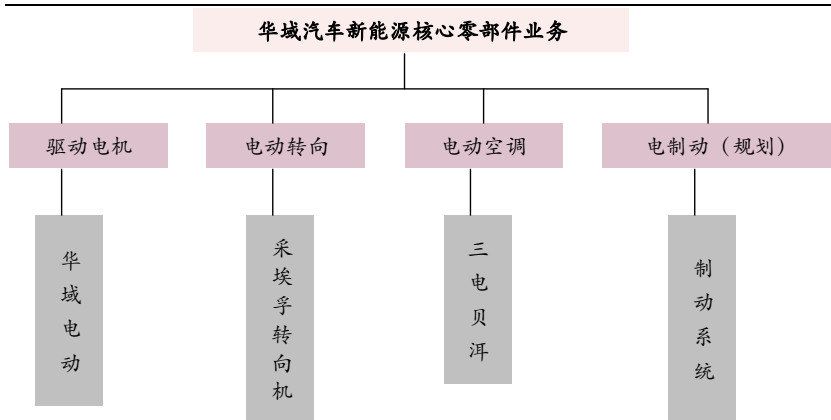 华域汽车新能源核心零部件业务
驱动电机
电动转向
电动空调
电制动（规划）
华域电动
采埃孚转向机
三电贝洱
制动系统